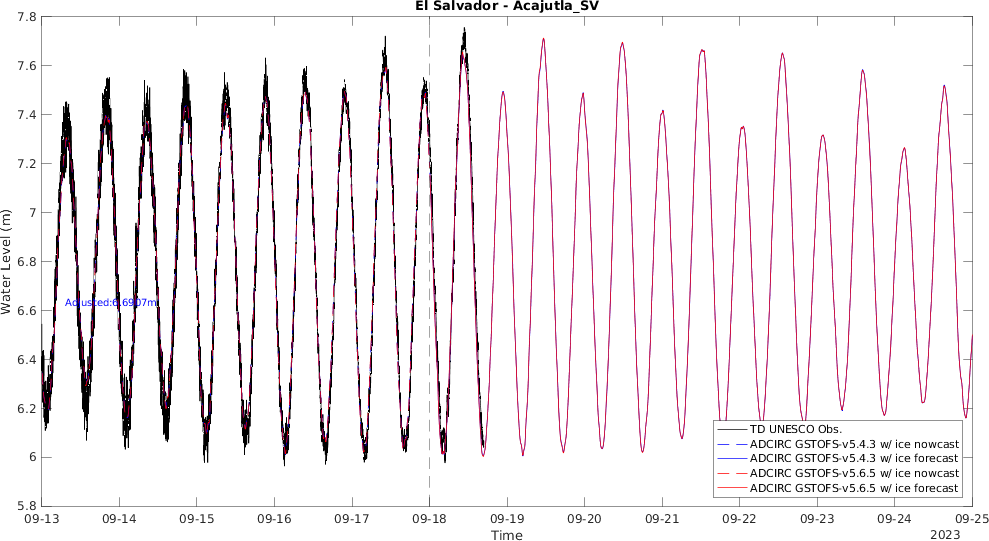 El Salvador - Acajutla_SV
Water Level (m)
7.8
7.6
7.4
7.2
7
6.8
6.6
6.4
6.2
6
5.8
Adjusted:6.6907m
TD UNESCO Obs.
ADCIRC GSTOFS-v5.4.3 w/ ice nowcast
ADCIRC GSTOFS-v5.4.3 w/ ice forecast
ADCIRC GSTOFS-v5.6.5 w/ ice nowcast
ADCIRC GSTOFS-v5.6.5 w/ ice forecast
09-13 09-14 09-15 09-16 09-17 09-18 09-19 09-20 09-21 09-22 09-23 09-24 09-25
Time
2023